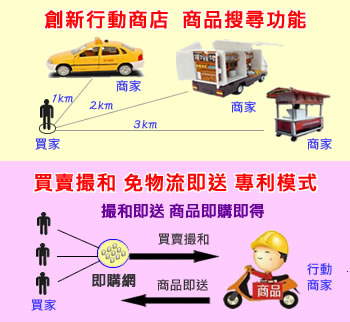 創新行動商店 商品搜尋功能
商家
1km
2km
商家
3km
買家
商家
買賣撮和 免物流即送 專利模式
撮和即送 商品即購即得
買賣撮和
即購網
商品即送
商品
行動
商家
買家